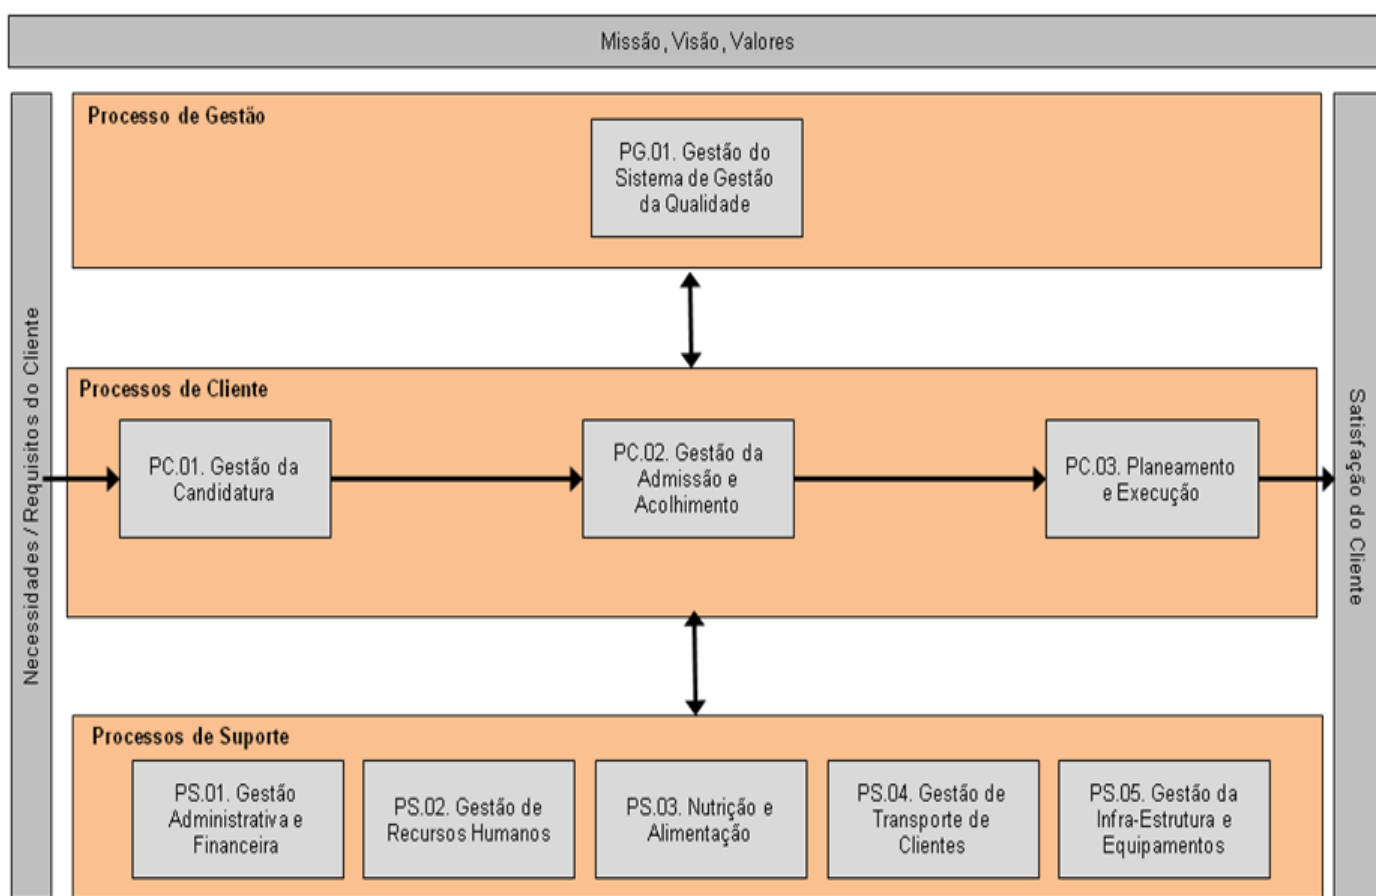 Missão, Visão, Valores
Necessidades / Requisitos do Cliente
Processo de Gestão
PG.01. Gestão do
Sistema de Gestão
da Qualidade
Processos de Cliente
PC.01. Gestão da
Candidatura
PC.02. Gestão da
Admissão e
Acolhimento
PC.03. Planeamento
e Execução
Satisfação do Cliente
Processos de Suporte
PS.01. Gestão
Administrativa e
Financeira
PS.02. Gestão de
Recursos Humanos
PS.03. Nutrição e
Alimentação
PS.04. Gestão de
Transporte de
Clientes
PS.05. Gestão da
Infra-Estrutura e
Equipamentos